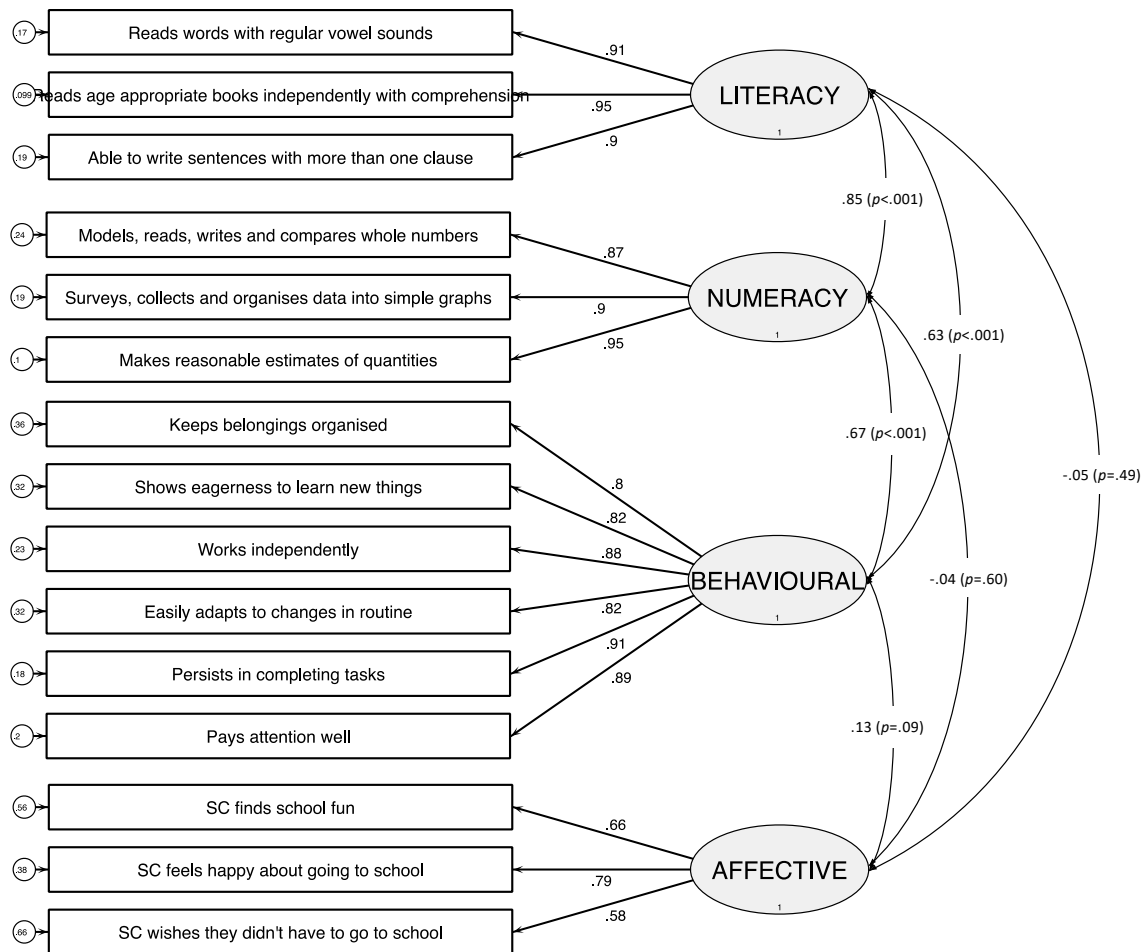 .17
Reads words with regular vowel sounds
.91
.099
Reads age appropriate books independently with comprehension
.95
LITERACY
1
.19
Able to write sentences with more than one clause
.9
.85 (p<.001)
.24
Models, reads, writes and compares whole numbers
.87
.19
Surveys, collects and organises data into simple graphs
.9
NUMERACY
1
.1
Makes reasonable estimates of quantities
.95
.63 (p<.001)
.36
Keeps belongings organised
.8
.67 (p<.001)
-.05 (p=.49)
.32
Shows eagerness to learn new things
.82
.23
Works independently
.88
BEHAVIOURAL
1
-.04 (p=.60)
.32
Easily adapts to changes in routine
.82
.18
Persists in completing tasks
.91
.2
Pays attention well
.89
.13 (p=.09)
.56
SC finds school fun
.66
.38
SC feels happy about going to school
.79
AFFECTIVE
1
.66
SC wishes they didn't have to go to school
.58